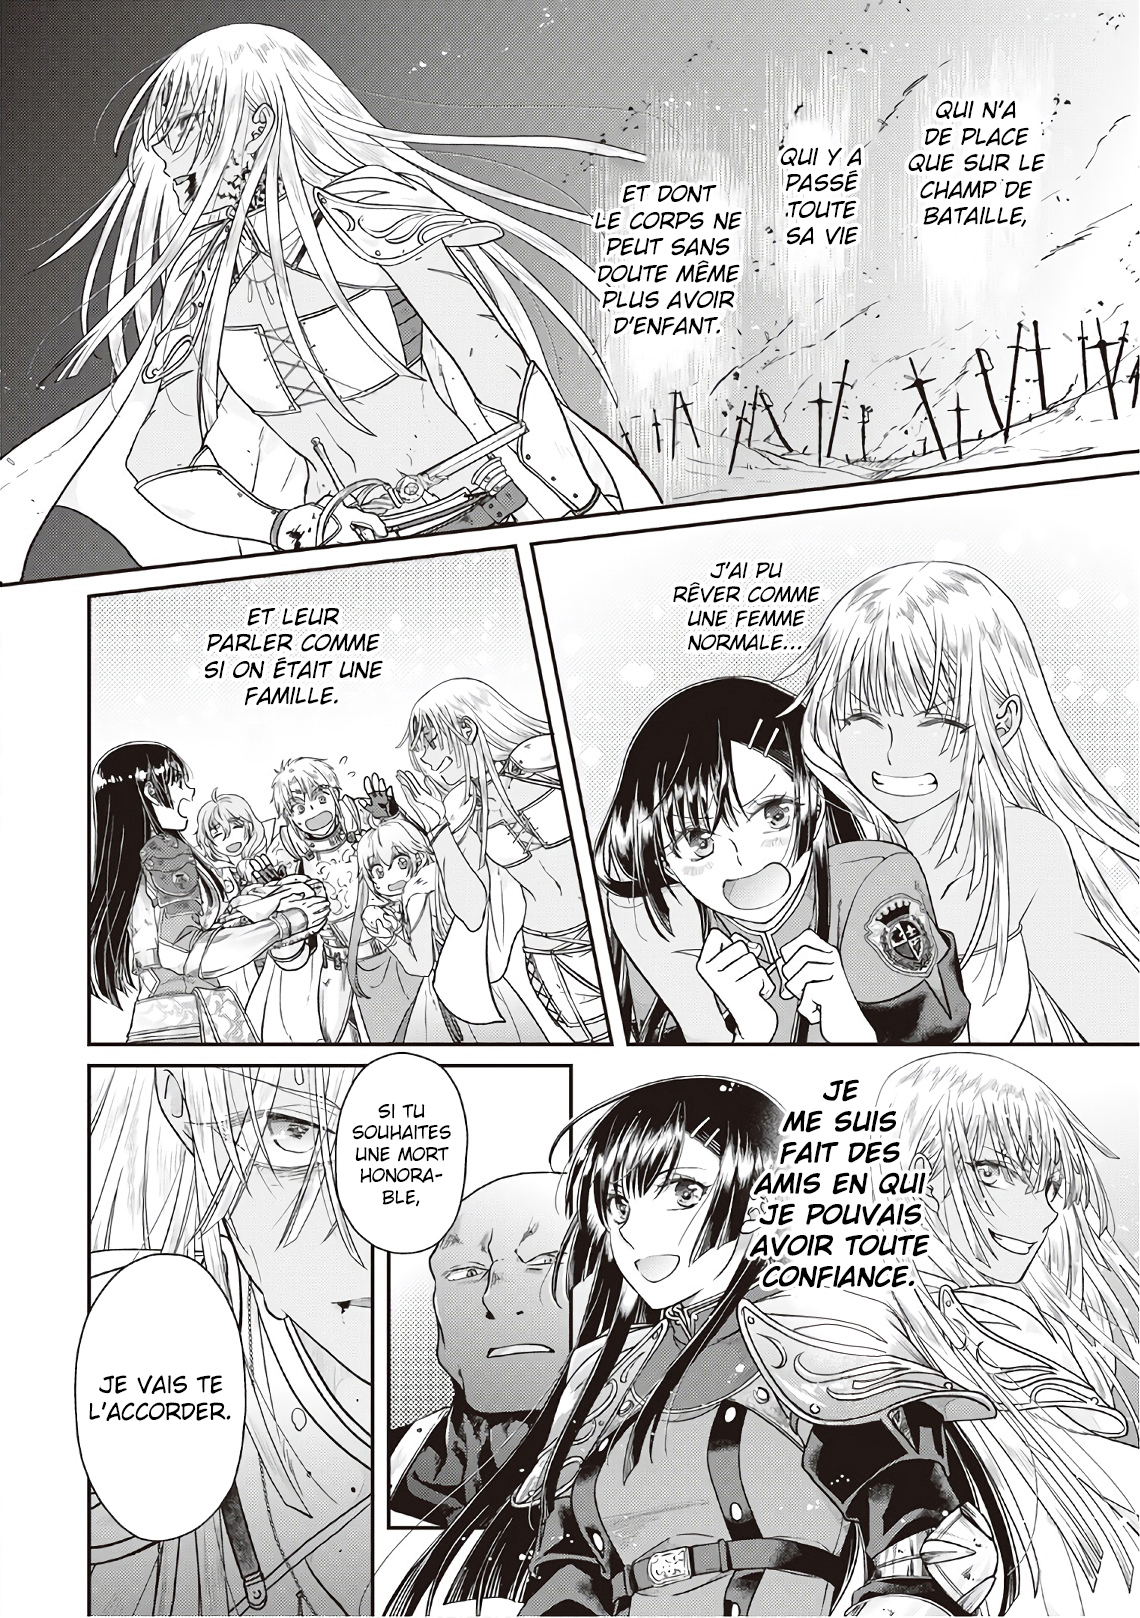 QUI N'A
DE PLACE
QUE SUR LE
CHAMP DE
BATAILLE,
QUI Y A
PASSÉ
TOUTE
SA VIE
ET DONT
LE CORPS NE
PEUT SANS
DOUTE MÊME
PLUS AVOIR
D'ENFANT.
J'AI PU
RÊVER COMME
UNE FEMME
NORMALE...
ET LEUR
PARLER COMME
SI ON ÉTAIT UNE
FAMILLE.
JE
ME SUIS
FAIT DES
AMIS EN QUI
JE POUVAIS
AVOIR TOUTE
CONFIANCE.
SI TU
SOUHAITES
UNE MORT
HONORA-
BLE,
JE VAIS TE
L'ACCORDER.